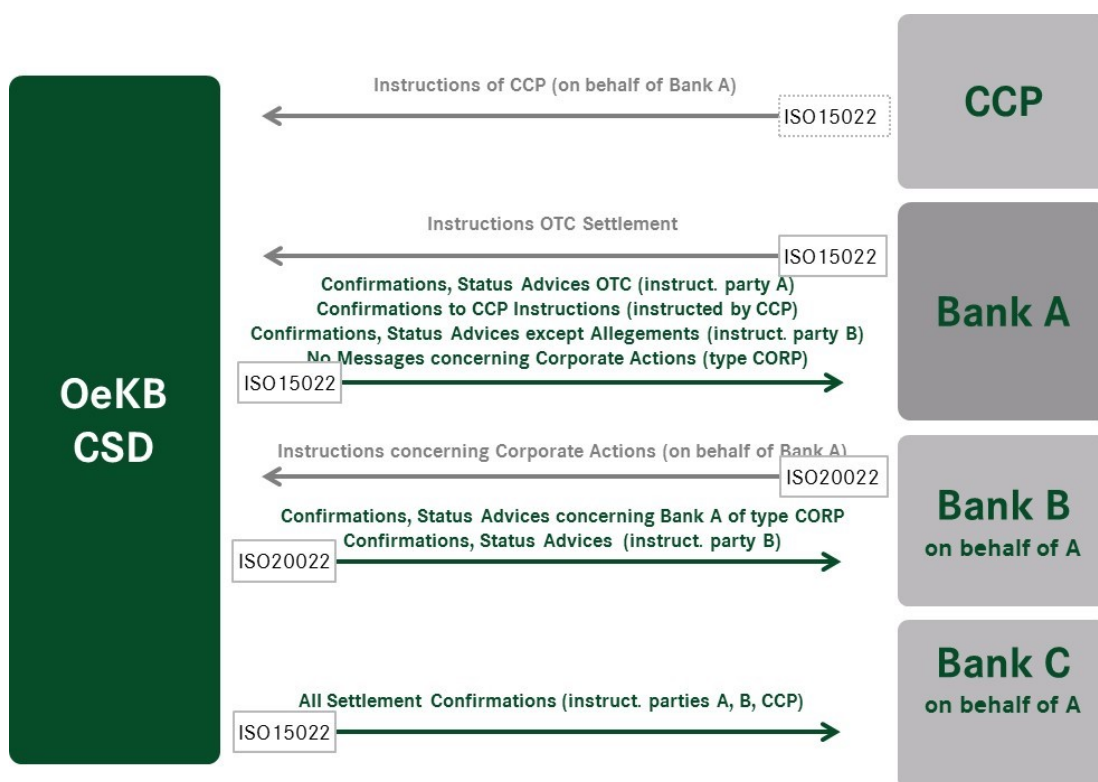 Instructions of CCP (on behalf of Bank A)
ISO15022
CCP
Instructions OTC Settlement
ISO15022
Confirmations, Status Advices OTC (instruct. party A)
Confirmations to CCP Instructions (instructed by CCP)
Confirmations, Status Advices except Allegements (instruct. party B)
No Messages concerning Corporate Actions (type CORP)
ISO15022
Bank A
OeKB
CSD
Instructions concerning Corporate Actions (on behalf of Bank A)
ISO20022
Confirmations, Status Advices concerning Bank A of type CORP
Confirmations, Status Advices (instruct. party B)
ISO20022
Bank B
on behalf of A
All Settlement Confirmations (instruct. parties A, B, CCP)
ISO15022
Bank C
on behalf of A